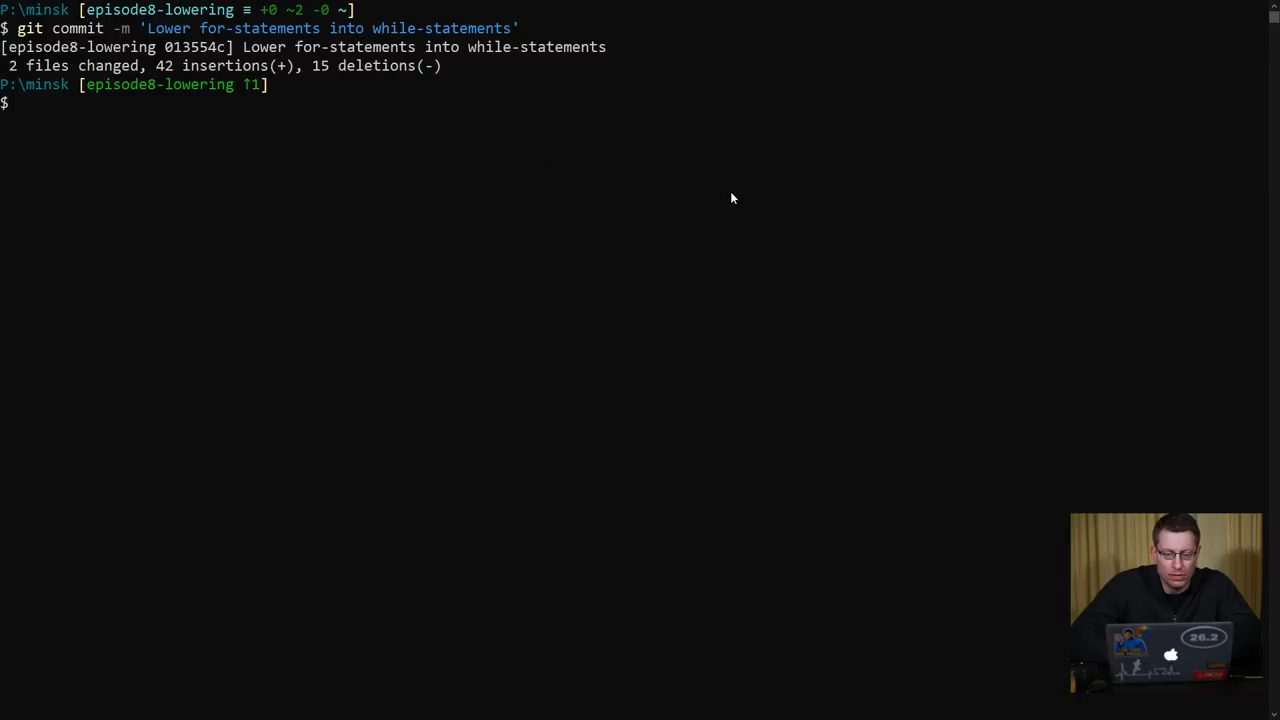 P:\minsk [episode8-lowering ≡ +0 ~2 -0 ~]
$ git commit -m 'Lower for-statements into while-statements'
[episode8-lowering 013554c] Lower for-statements into while-statements
 2 files changed, 42 insertions(+), 15 deletions(-)
P:\minsk [episode8-lowering ↑1]
$
26.2